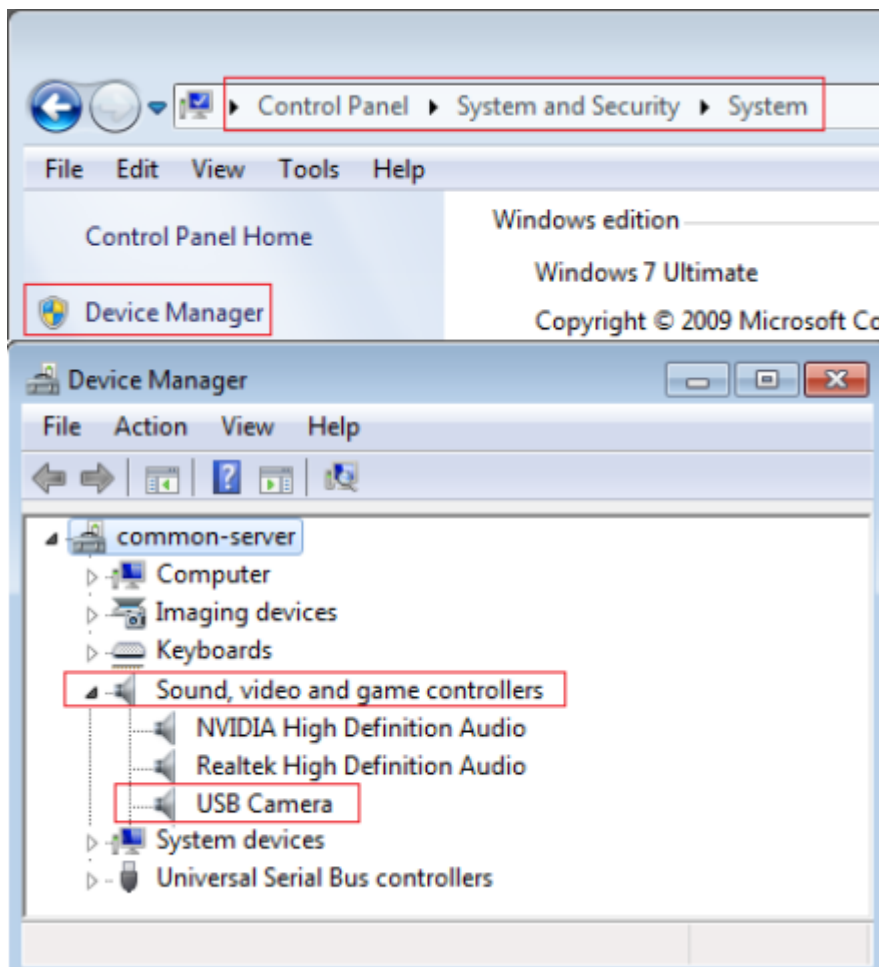 Control Panel System and Security System
File Edit View Tools Help
Control Panel Home
Windows edition
Windows 7 Ultimate
Device Manager
Copyright © 2009 Microsoft Co
Device Manager
File Action View Help
common-server
Computer
Imaging devices
Keyboards
Sound, video and game controllers
NVIDIA High Definition Audio
Realtek High Definition Audio
USB Camera
System devices
Universal Serial Bus controllers